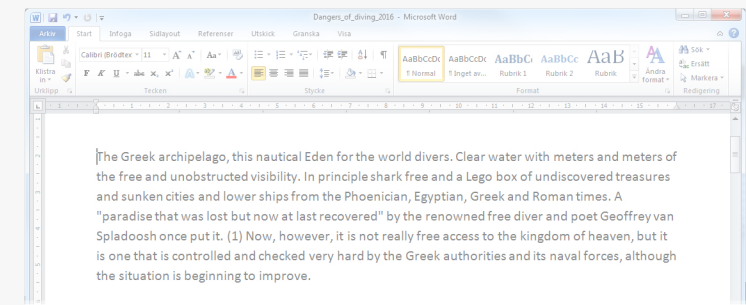 Dangers_of_diving_2016 - Microsoft Word
Arkiv Start Infoga Sidlayout Referenser Utskick Granska Visa
Calibri (Brödtex 11
Klistra in
F K U abc x₂ x²
AaBbCcDc AaBbCcDc AaBbC AaBbCc AaB
¶ Normal ¶ Inget av... Rubrik 1 Rubrik 2 Rubrik
Ändra format
Sök
Ersätt
Markera
Urklipp Tecken Stycke Format Redigering
The Greek archipelago, this nautical Eden for the world divers. Clear water with meters and meters of
the free and unobstructed visibility. In principle shark free and a Lego box of undiscovered treasures
and sunken cities and lower ships from the Phoenician, Egyptian, Greek and Roman times. A
"paradise that was lost but now at last recovered" by the renowned free diver and poet Geoffrey van
Spladoosh once put it. (1) Now, however, it is not really free access to the kingdom of heaven, but it
is one that is controlled and checked very hard by the Greek authorities and its naval forces, although
the situation is beginning to improve.